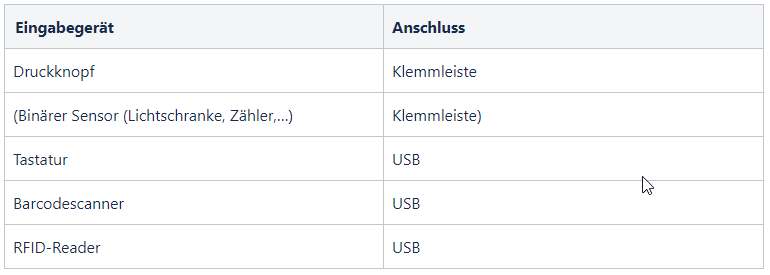 Eingabegerät Anschluss
Druckknopf Klemmleiste
(Binärer Sensor (Lichtschranke, Zähler,...) Klemmleiste)
Tastatur USB
Barcodescanner USB
RFID-Reader USB